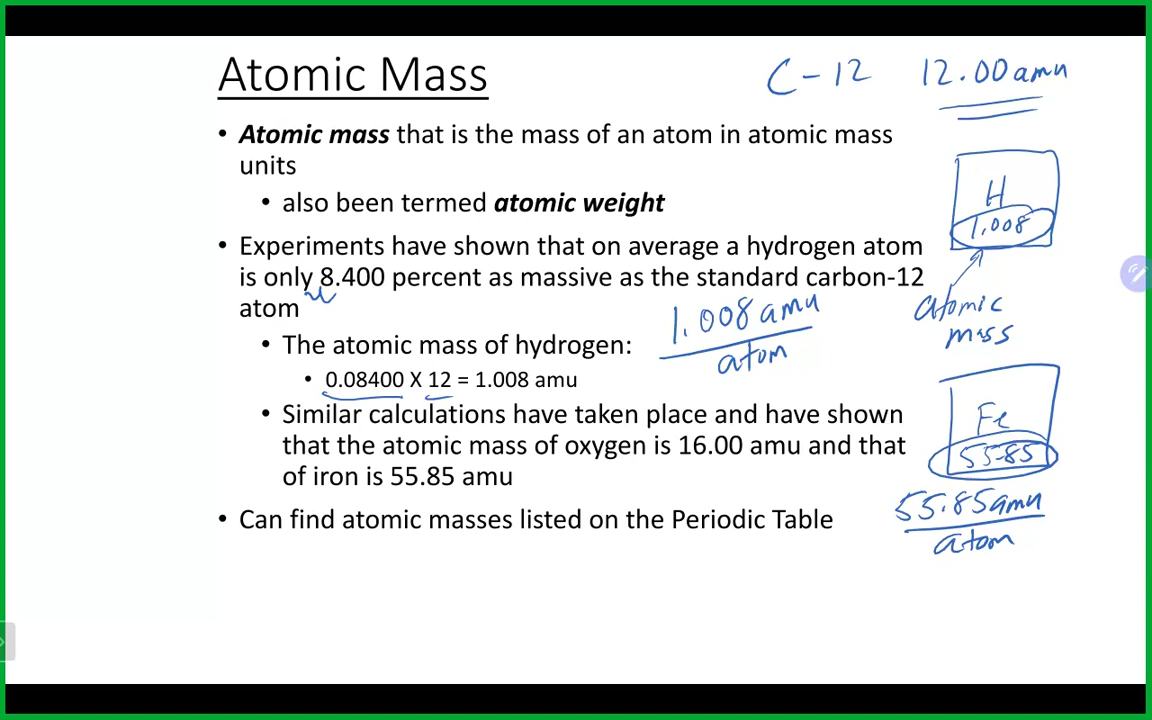 Atomic Mass
C-12 12.00 amu
• Atomic mass that is the mass of an atom in atomic mass
units
• also been termed atomic weight
H
1.008
atomic
mass
• Experiments have shown that on average a hydrogen atom
is only 8.400 percent as massive as the standard carbon-12
atom
• The atomic mass of hydrogen:
1.008 amu
atom
• 0.08400 X 12 = 1.008 amu
• Similar calculations have taken place and have shown
that the atomic mass of oxygen is 16.00 amu and that
of iron is 55.85 amu
Fe
55.85
55.85 amu
atom
• Can find atomic masses listed on the Periodic Table